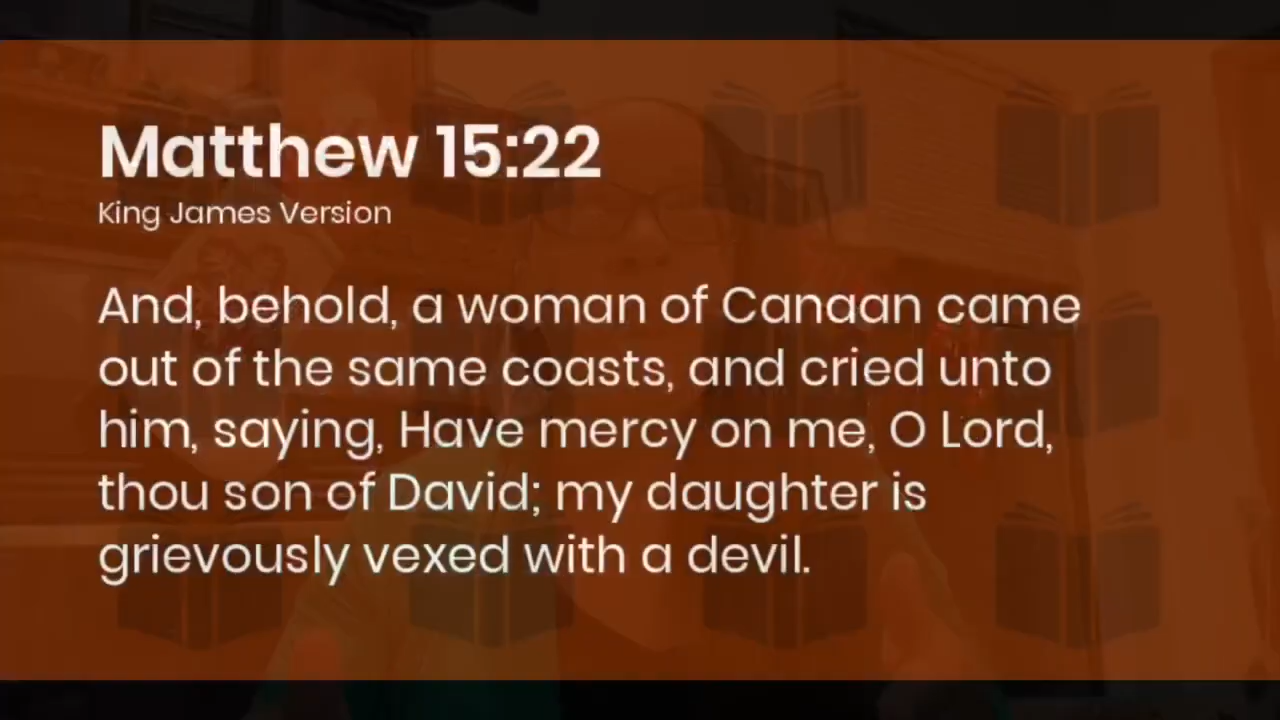 Matthew 15:22
King James Version
And, behold, a woman of Canaan came
out of the same coasts, and cried unto
him, saying, Have mercy on me, O Lord,
thou son of David; my daughter is
grievously vexed with a devil.